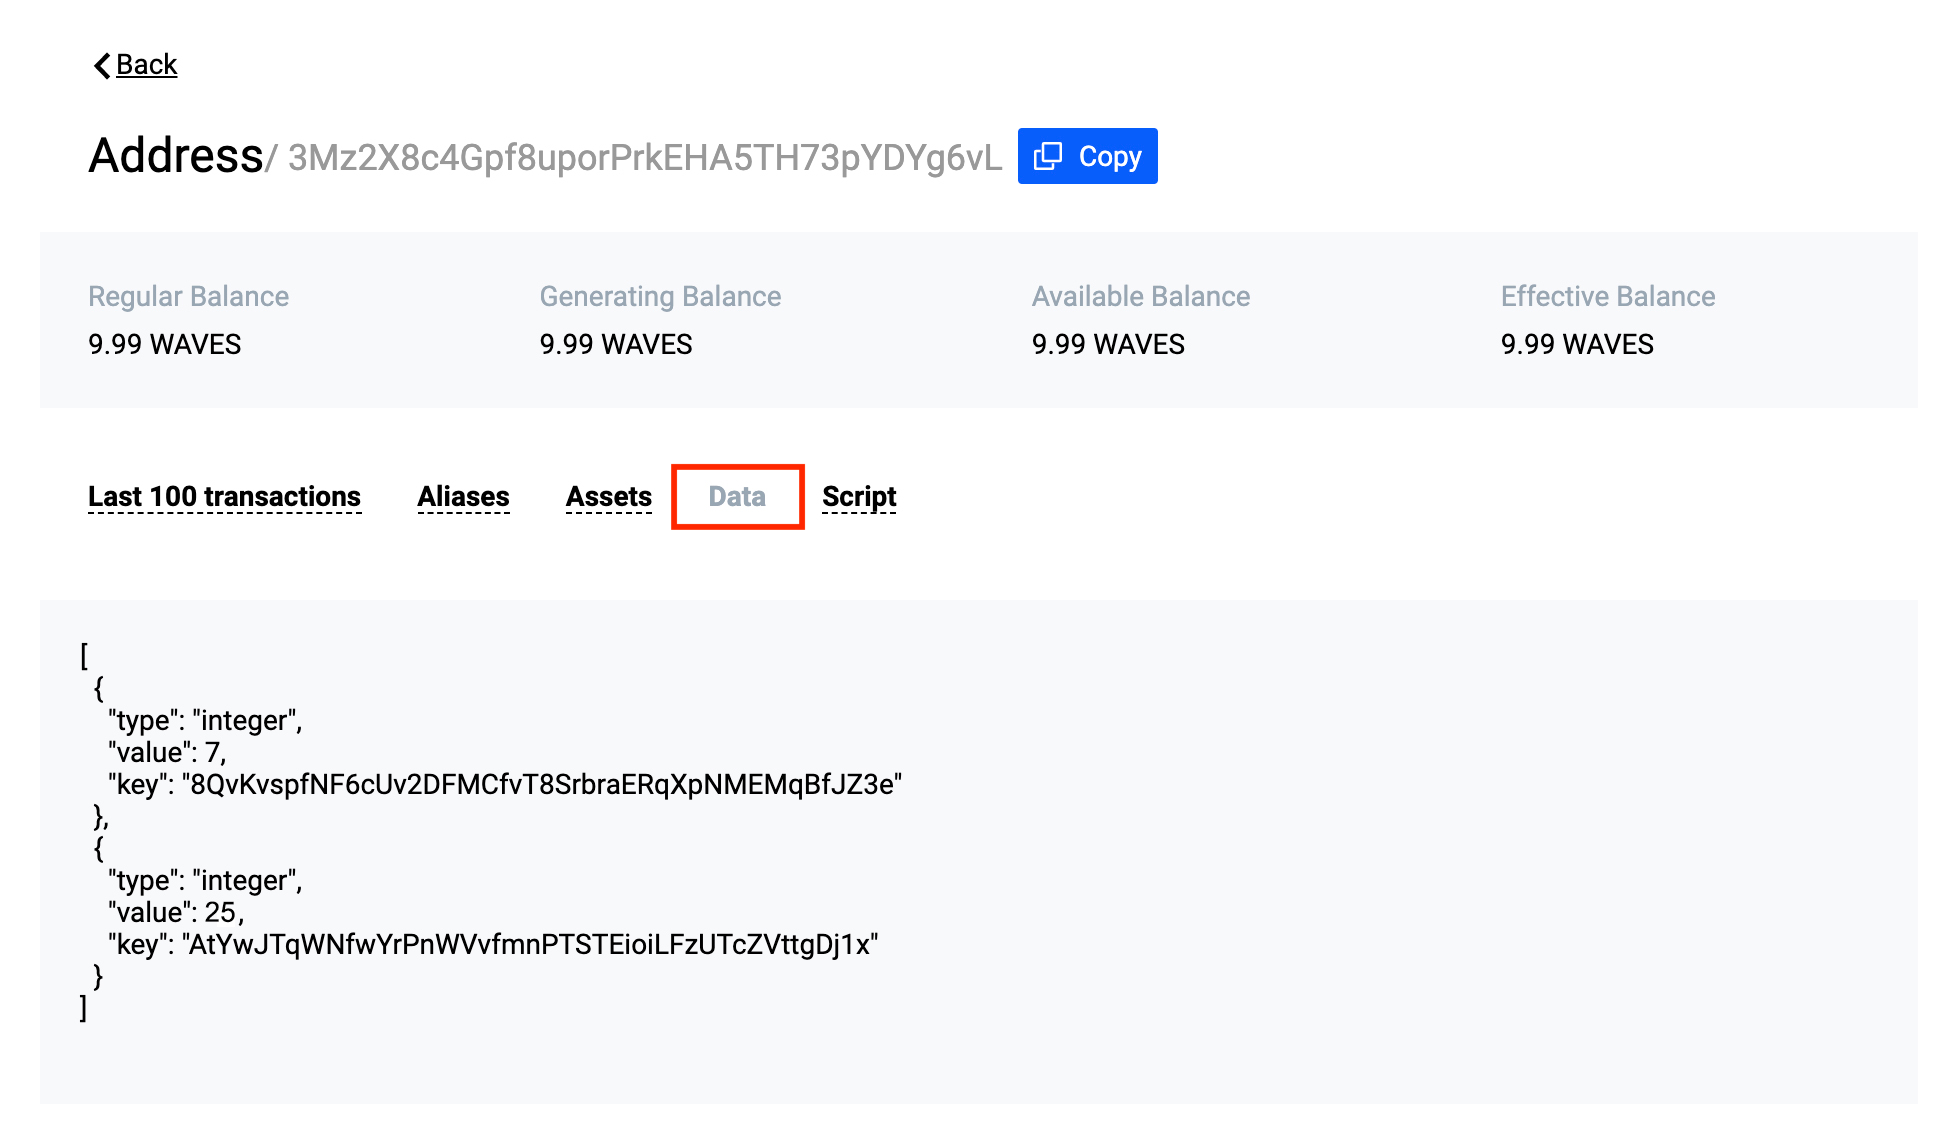 Back
Address/ 3Mz2X8c4Gpf8uporPrkEHA5TH73pYDYg6vL Copy
Regular Balance Generating Balance Available Balance Effective Balance
9.99 WAVES 9.99 WAVES 9.99 WAVES 9.99 WAVES
Last 100 transactions Aliases Assets Data Script
[
{
"type": "integer",
"value": 7,
"key": "8QvKvspfNF6cUv2DFMCfvT8SrbraERqXpNMEMqBfJZ3e"
},
{
"type": "integer",
"value": 25,
"key": "AtYwJTqWNfwYrPnWVvfmnPTSTEioiLFzUTcZVttgDj1x"
}
]